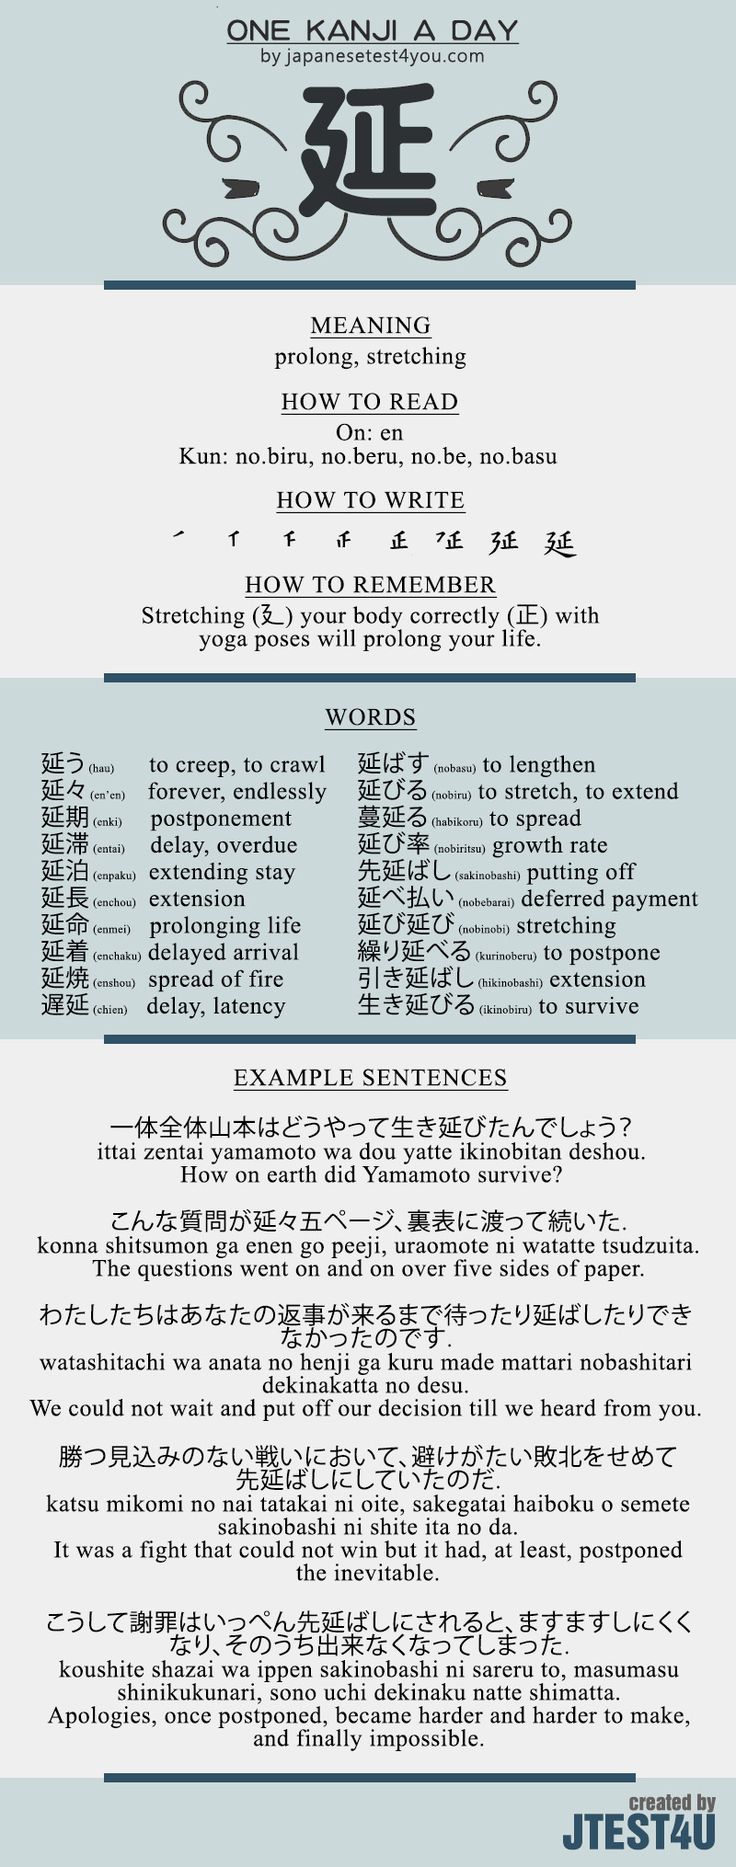 ONE KANJI A DAY
by japanesetest4you.com
延
MEANING
prolong, stretching
HOW TO READ
On: en
Kun: no.biru, no.beru, no.be, no.basu
HOW TO WRITE
延
HOW TO REMEMBER
Stretching (廴) your body correctly (正) with
yoga poses will prolong your life.
WORDS
延う (hau) to creep, to crawl
延々 (en'en) forever, endlessly
延期 (enki) postponement
延滞 (entai) delay, overdue
延泊 (enpaku) extending stay
延長 (enchou) extension
延命 (enmei) prolonging life
延着 (enchaku) delayed arrival
延焼 (enshou) spread of fire
遅延 (chien) delay, latency
延ばす (nobasu) to lengthen
延びる (nobiru) to stretch, to extend
蔓延る (habikoru) to spread
延び率 (nobiritsu) growth rate
先延ばし (sakinobashi) putting off
延べ払い (nobebarai) deferred payment
延び延び (nobinobi) stretching
繰り延べる (kurinoberu) to postpone
引き延ばし (hikinobashi) extension
生き延びる (ikinobiru) to survive
EXAMPLE SENTENCES
一体全体山本はどうやって生き延びたんでしょう?
ittai zentai yamamoto wa dou yatte ikinobitan deshou.
How on earth did Yamamoto survive?
こんな質問が延々五ページ、裏表に渡って続いた.
konna shitsumon ga enen go peeji, uraomote ni watatte tsudzuita.
The questions went on and on over five sides of paper.
わたしたちはあなたの返事が来るまで待ったり延ばしたりでき
なかったのです.
watashitachi wa anata no henji ga kuru made mattari nobashitari
dekinakatta no desu.
We could not wait and put off our decision till we heard from you.
勝つ見込みのない戦いにおいて、避けがたい敗北をせめて
先延ばしにしていたのだ.
katsu mikomi no nai tatakai ni oite, sakegatai haiboku o semete
sakinobashi ni shite ita no da.
It was a fight that could not win but it had, at least, postponed
the inevitable.
こうして謝罪はいっぺん先延ばしにされると、ますますしにくく
なり、そのうち出来なくなってしまった.
koushite shazai wa ippen sakinobashi ni sareru to, masumasu
shinikukunari, sono uchi dekinaku natte shimatta.
Apologies, once postponed, became harder and harder to make,
and finally impossible.
created by
JTEST4U